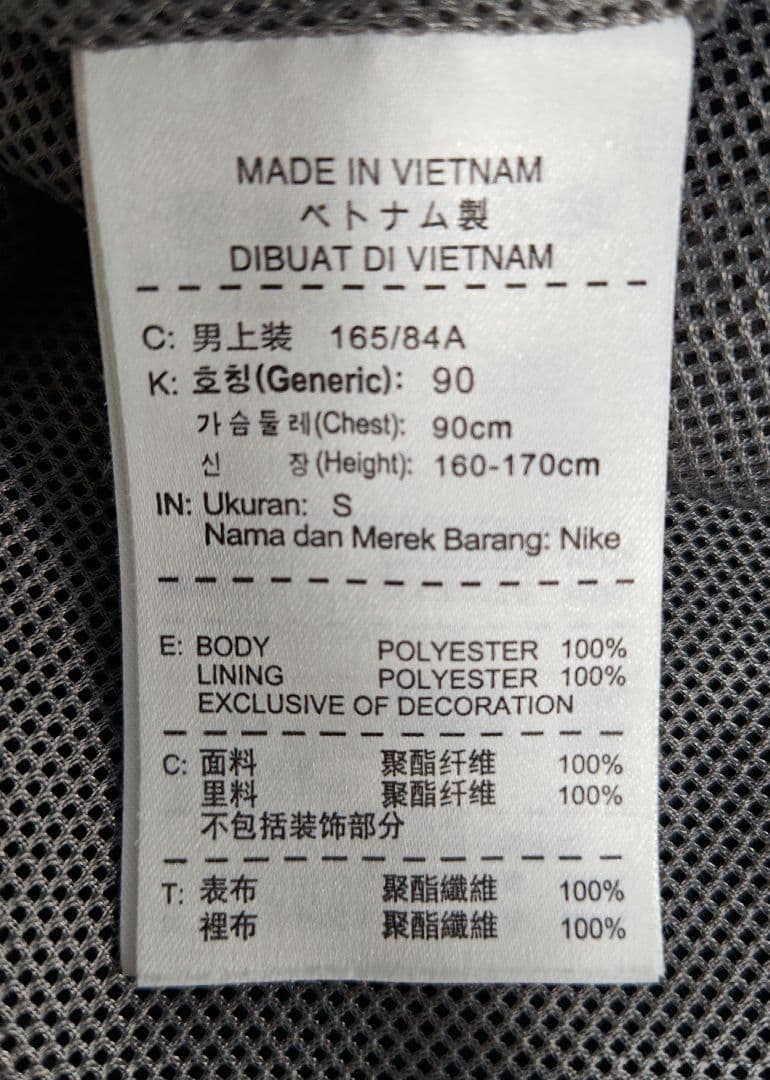 MADE IN VIETNAM
ベトナム製
DIBUAT DI VIETNAM
C: 男上装 165/84A
K: 호칭(Generic): 90
가슴둘레(Chest): 90cm
신 장(Height): 160-170cm
IN: Ukuran: S
Nama dan Merek Barang: Nike
E: BODY POLYESTER 100%
LINING POLYESTER 100%
EXCLUSIVE OF DECORATION
C: 面料 聚酯纤维 100%
里料 聚酯纤维 100%
不包括装饰部分
T: 表布 聚酯纖維 100%
裡布 聚酯纖維 100%